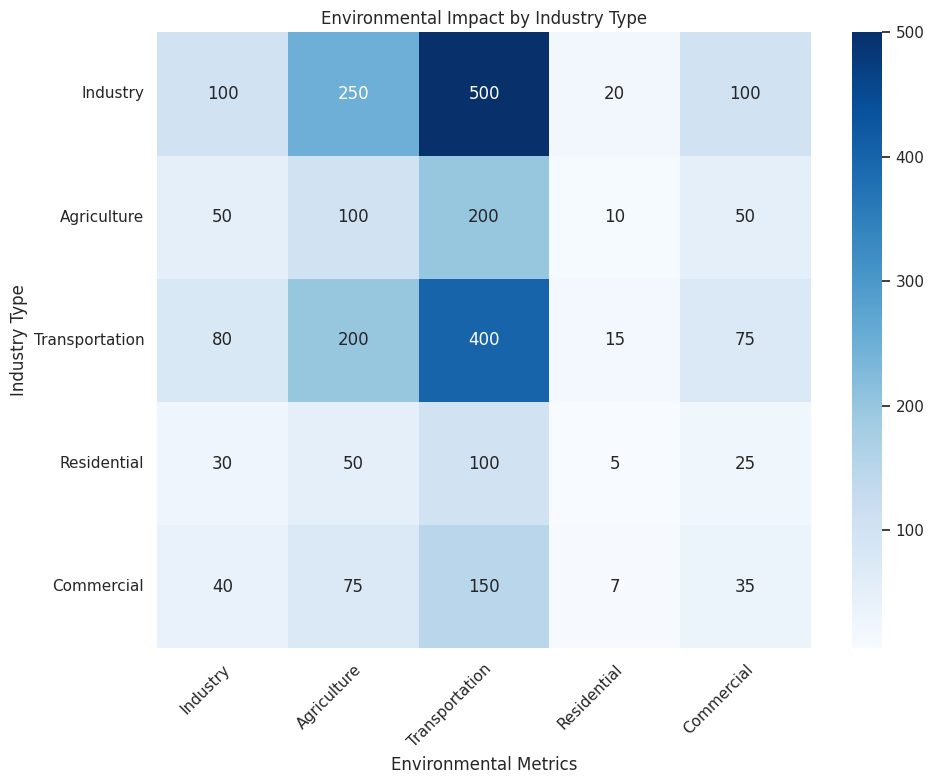 Environmental Impact by Industry Type
Industry Type
Industry 100 250 500 20 100
Agriculture 50 100 200 10 50
Transportation 80 200 400 15 75
Residential 30 50 100 5 25
Commercial 40 75 150 7 35
Industry Agriculture Transportation Residential Commercial
Environmental Metrics
500
400
300
200
100